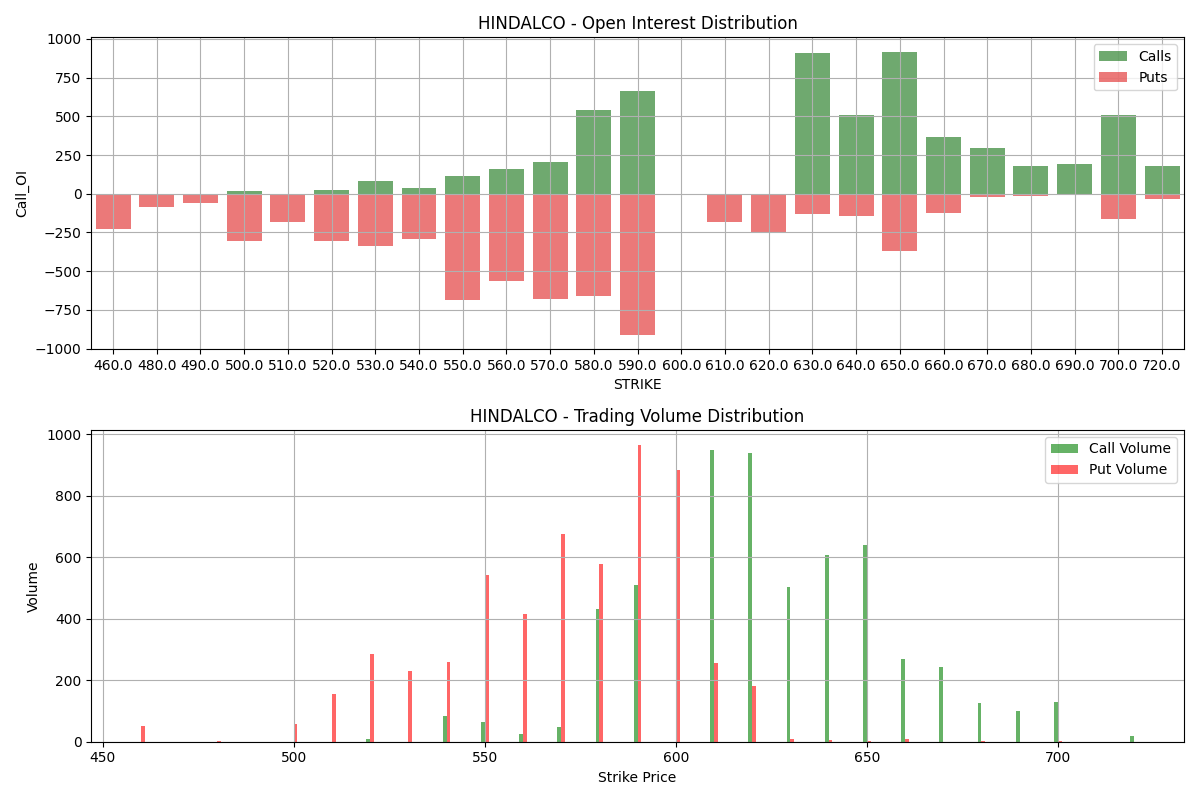 HINDALCO - Open Interest Distribution
1000
750
500
250
0
−250
−500
−750
−1000
Call_OI
Calls
Puts
460.0 480.0 490.0 500.0 510.0 520.0 530.0 540.0 550.0 560.0 570.0 580.0 590.0 600.0 610.0 620.0 630.0 640.0 650.0 660.0 670.0 680.0 690.0 700.0 720.0
STRIKE
HINDALCO - Trading Volume Distribution
1000
800
600
400
200
0
Volume
Call Volume
Put Volume
450 500 550 600 650 700
Strike Price